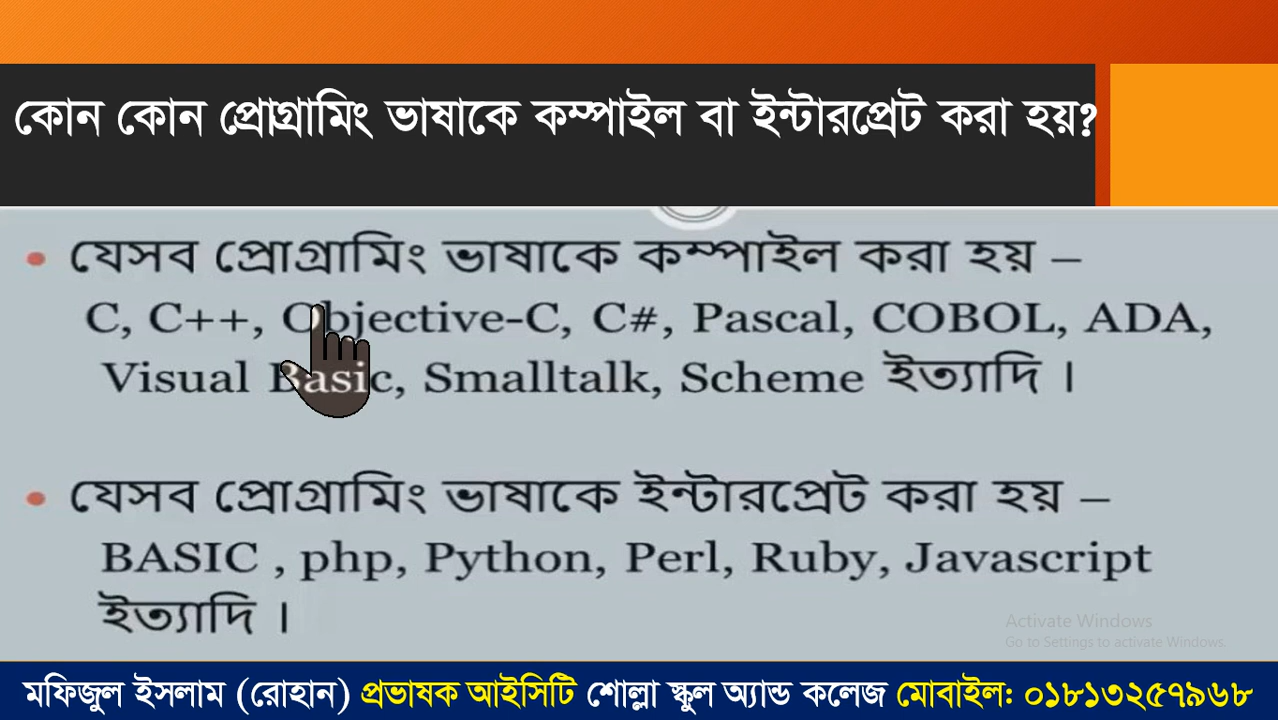 কোন কোন প্রোগ্রামিং ভাষাকে কম্পাইল বা ইন্টারপ্রেট করা হয়?
• যেসব প্রোগ্রামিং ভাষাকে কম্পাইল করা হয় –
C, C++, Objective-C, C#, Pascal, COBOL, ADA,
Visual Basic, Smalltalk, Scheme ইত্যাদি ।
• যেসব প্রোগ্রামিং ভাষাকে ইন্টারপ্রেট করা হয় –
BASIC , php, Python, Perl, Ruby, Javascript
ইত্যাদি ।
Activate Windows
Go to Settings to activate Windows.
মফিজুল ইসলাম (রোহান) প্রভাষক আইসিটি শোল্লা স্কুল অ্যান্ড কলেজ মোবাইল: ০১৮১৩২৫৭৯৬৮